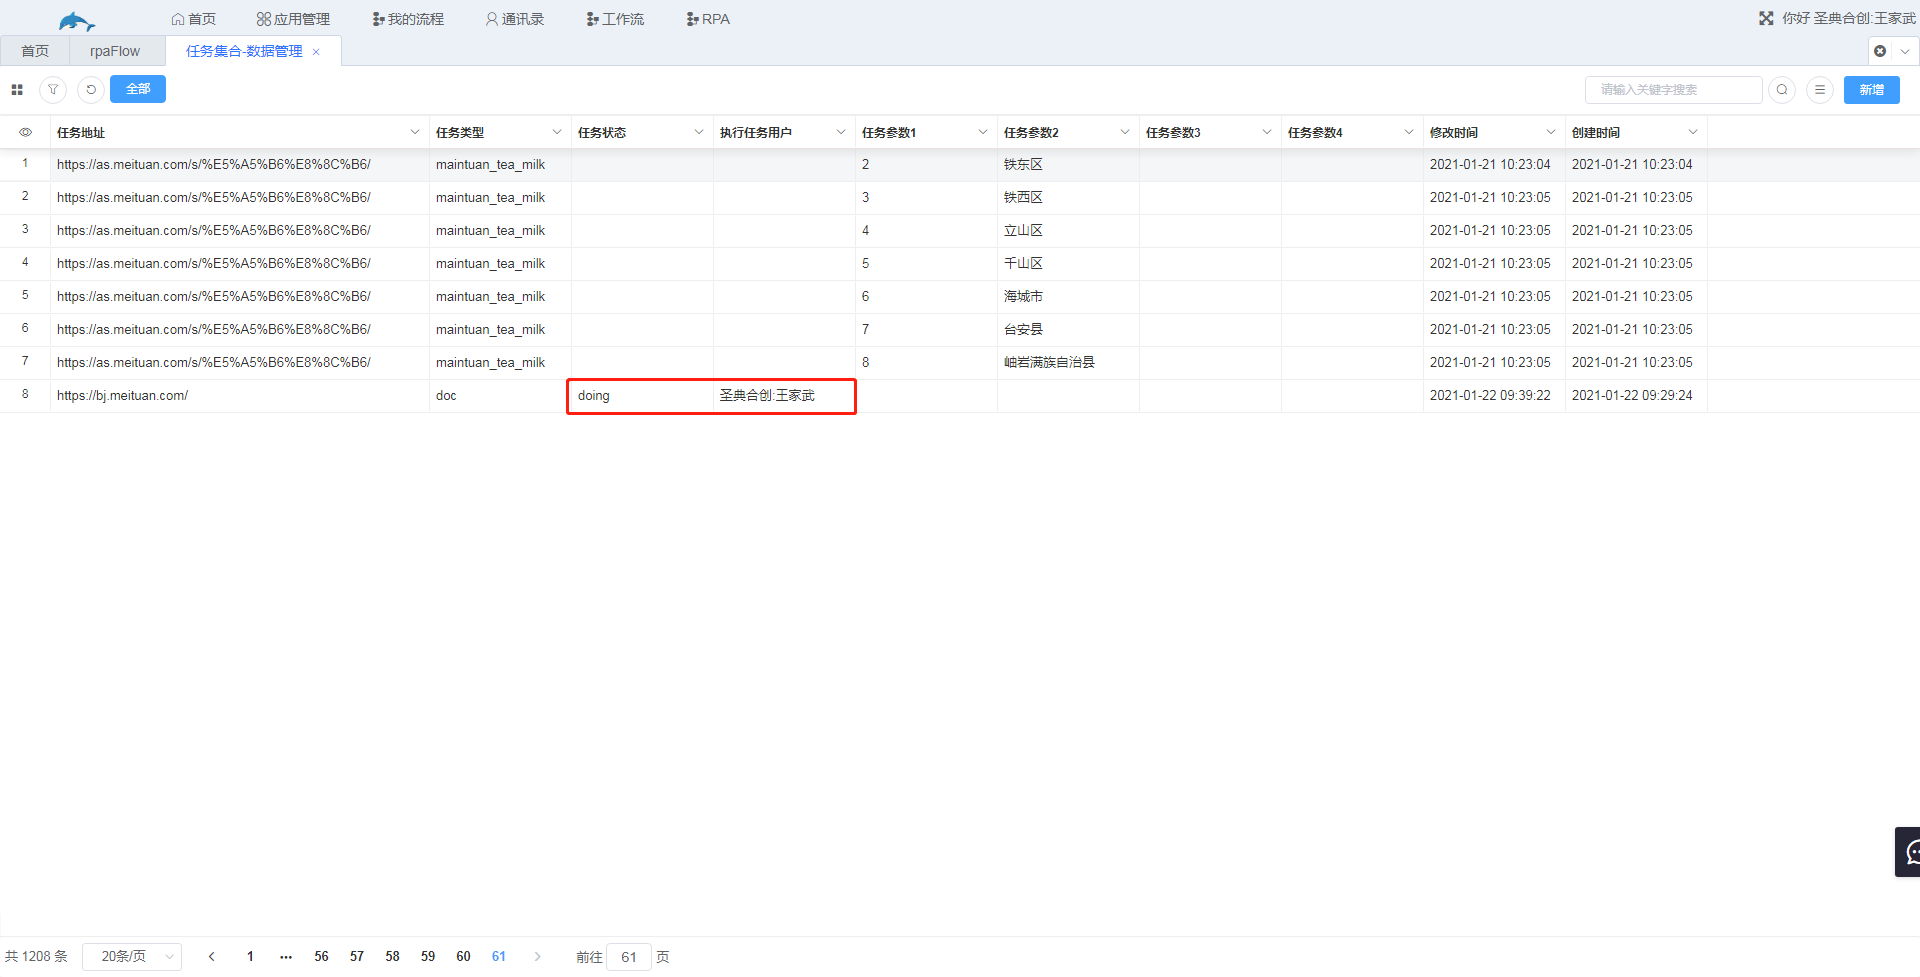 首页 应用管理 我的流程 通讯录 工作流 RPA 你好 圣典合创:王家武
首页 rpaFlow 任务集合-数据管理 ×
全部 请输入关键字搜索 新增
任务地址 任务类型 任务状态 执行任务用户 任务参数1 任务参数2 任务参数3 任务参数4 修改时间 创建时间
1 https://as.meituan.com/s/%E5%A5%B6%E8%8C%B6/ maintuan_tea_milk 2 铁东区 2021-01-21 10:23:04 2021-01-21 10:23:04
2 https://as.meituan.com/s/%E5%A5%B6%E8%8C%B6/ maintuan_tea_milk 3 铁西区 2021-01-21 10:23:05 2021-01-21 10:23:05
3 https://as.meituan.com/s/%E5%A5%B6%E8%8C%B6/ maintuan_tea_milk 4 立山区 2021-01-21 10:23:05 2021-01-21 10:23:05
4 https://as.meituan.com/s/%E5%A5%B6%E8%8C%B6/ maintuan_tea_milk 5 千山区 2021-01-21 10:23:05 2021-01-21 10:23:05
5 https://as.meituan.com/s/%E5%A5%B6%E8%8C%B6/ maintuan_tea_milk 6 海城市 2021-01-21 10:23:05 2021-01-21 10:23:05
6 https://as.meituan.com/s/%E5%A5%B6%E8%8C%B6/ maintuan_tea_milk 7 台安县 2021-01-21 10:23:05 2021-01-21 10:23:05
7 https://as.meituan.com/s/%E5%A5%B6%E8%8C%B6/ maintuan_tea_milk 8 岫岩满族自治县 2021-01-21 10:23:05 2021-01-21 10:23:05
8 https://bj.meituan.com/ doc doing 圣典合创:王家武 2021-01-22 09:39:22 2021-01-22 09:29:24
共 1208 条 20条/页 1 ••• 56 57 58 59 60 61 前往 61 页